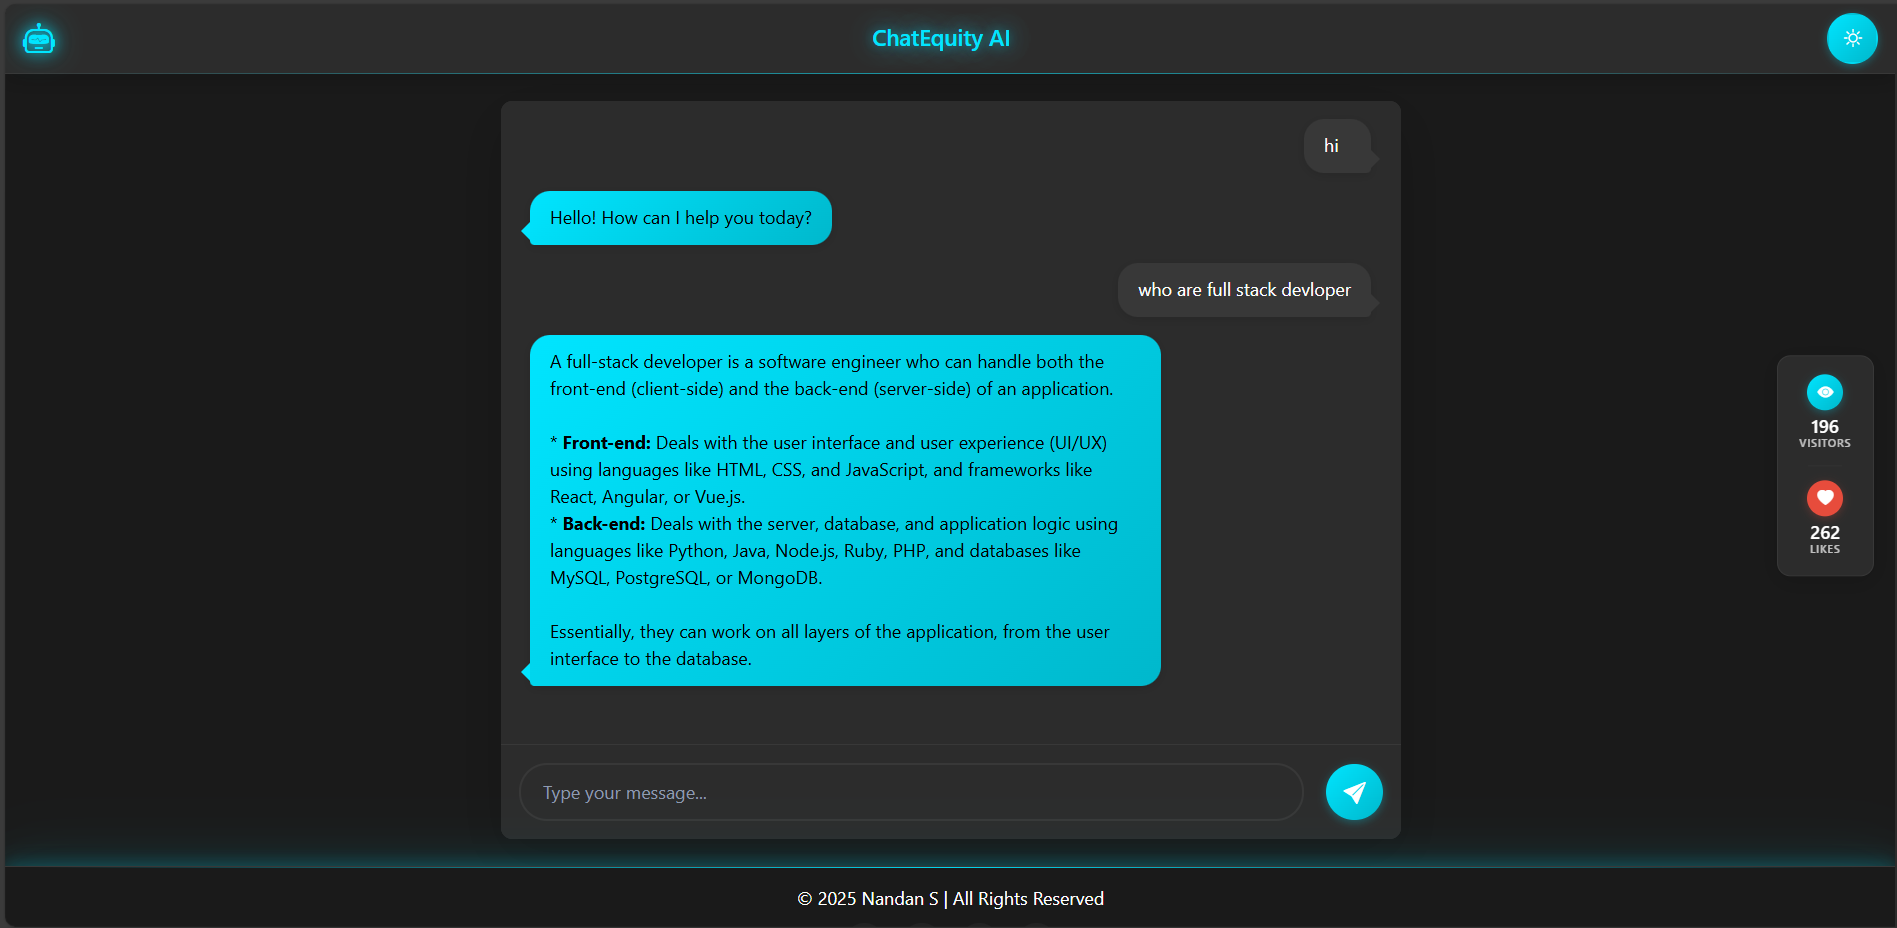 ChatEquity AI
hi
Hello! How can I help you today?
who are full stack devloper
A full-stack developer is a software engineer who can handle both the
front-end (client-side) and the back-end (server-side) of an application.
* Front-end: Deals with the user interface and user experience (UI/UX)
using languages like HTML, CSS, and JavaScript, and frameworks like
React, Angular, or Vue.js.
* Back-end: Deals with the server, database, and application logic using
languages like Python, Java, Node.js, Ruby, PHP, and databases like
MySQL, PostgreSQL, or MongoDB.
Essentially, they can work on all layers of the application, from the user
interface to the database.
196
VISITORS
262
LIKES
Type your message...
© 2025 Nandan S | All Rights Reserved